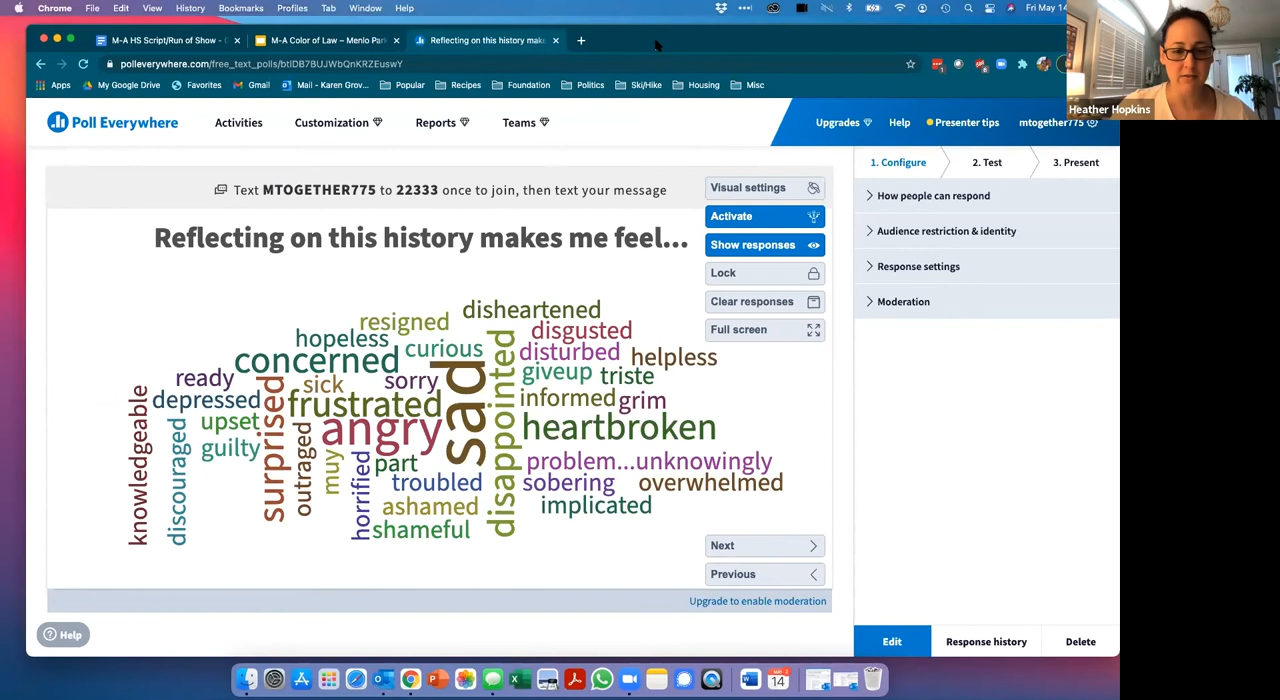 Chrome File Edit View History Bookmarks Profiles Tab Window Help
Fri May 14
M-A HS Script/Run of Show -
M-A Color of Law – Menlo Par
Reflecting on this history make
polleverywhere.com/free_text_polls/btIDB7BUJWbQnKRZEuswY
Apps My Google Drive Favorites Gmail Mail - Karen Grov... Popular Recipes Foundation Politics Ski/Hike Housing Misc
Heather Hopkins
Poll Everywhere
Activities Customization Reports Teams
Upgrades Help Presenter tips mtogether775
Text MTOGETHER775 to 22333 once to join, then text your message
Reflecting on this history makes me feel...
Visual settings
Activate
Show responses
Lock
Clear responses
Full screen
disheartened
resigned
disgusted
hopeless
curious
disturbed
concerned
helpless
giveup
triste
ready
sick
sorry
sad
disappointed
depressed
surprised
frustrated
informed
grim
knowledgeable
discouraged
upset
guilty
outraged
angry
heartbroken
muy
horrified
part
problem...unknowingly
troubled
sobering
overwhelmed
ashamed
implicated
shameful
Next
Previous
Upgrade to enable moderation
1. Configure 2. Test 3. Present
How people can respond
Audience restriction & identity
Response settings
Moderation
Help
Edit Response history Delete
14